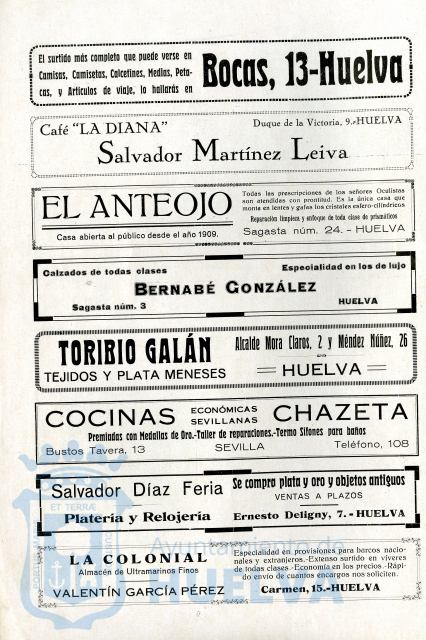 El surtido más completo que puede verse en
Camisas, Camisetas, Calcetines, Medias, Peta-
cas, y Artículos de viaje, lo hallarás en
Bocas, 13-Huelva
Café "LA DIANA"
Duque de la Victoria, 9.-HUELVA
Salvador Martínez Leiva
EL ANTEOJO
Casa abierta al público desde el año 1909.
Todas las prescripciones de los señores Oculistas
son atendidas con prontitud. Es la única casa que
monta en lentes y gafas los cristales esfero-cilíndricos
Reparación limpieza y enfoque de toda clase de prismáticos
Sagasta núm. 24. - HUELVA
Calzados de todas clases
Especialidad en los de lujo
BERNABÉ GONZÁLEZ
Sagasta núm. 3
HUELVA
TORIBIO GALÁN
TEJIDOS Y PLATA MENESES
Alcalde Mora Claros, 2 y Méndez Núñez, 26
HUELVA
COCINAS ECONÓMICAS SEVILLANAS CHAZETA
Premiadas con Medallas de Oro.-Taller de reparaciones.-Termo Sifones para baños
Bustos Tavera, 13
SEVILLA
Teléfono, 108
Salvador Díaz Feria
Platería y Relojería
Se compra plata y oro y objetos antiguos
VENTAS A PLAZOS
Ernesto Deligny, 7. - HUELVA
LA COLONIAL
Almacén de Ultramarinos Finos
VALENTÍN GARCÍA PÉREZ
Especialidad en provisiones para barcos nacio-
nales y extranjeros.-Extenso surtido en víveres
de todas clases.-Economía en los precios.-Rápi-
do envío de cuantos encargos nos soliciten.
Carmen, 15.-HUELVA
Ayuntamiento de
HUELVA